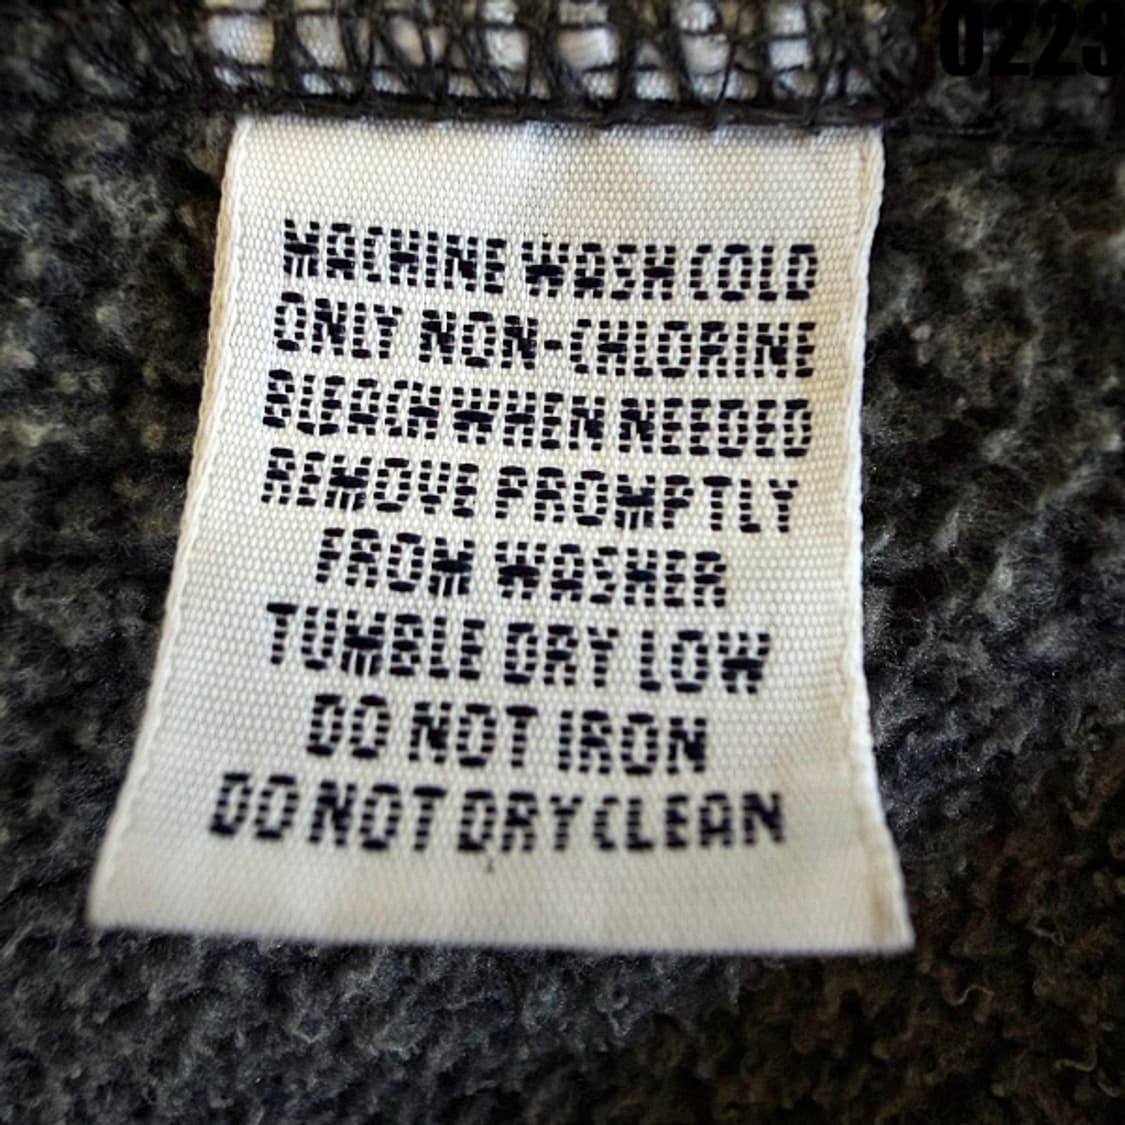 0223
MACHINE WASH COLD
ONLY NON-CHLORINE
BLEACH WHEN NEEDED
REMOVE PROMPTLY
FROM WASHER
TUMBLE DRY LOW
DO NOT IRON
DO NOT DRY CLEAN